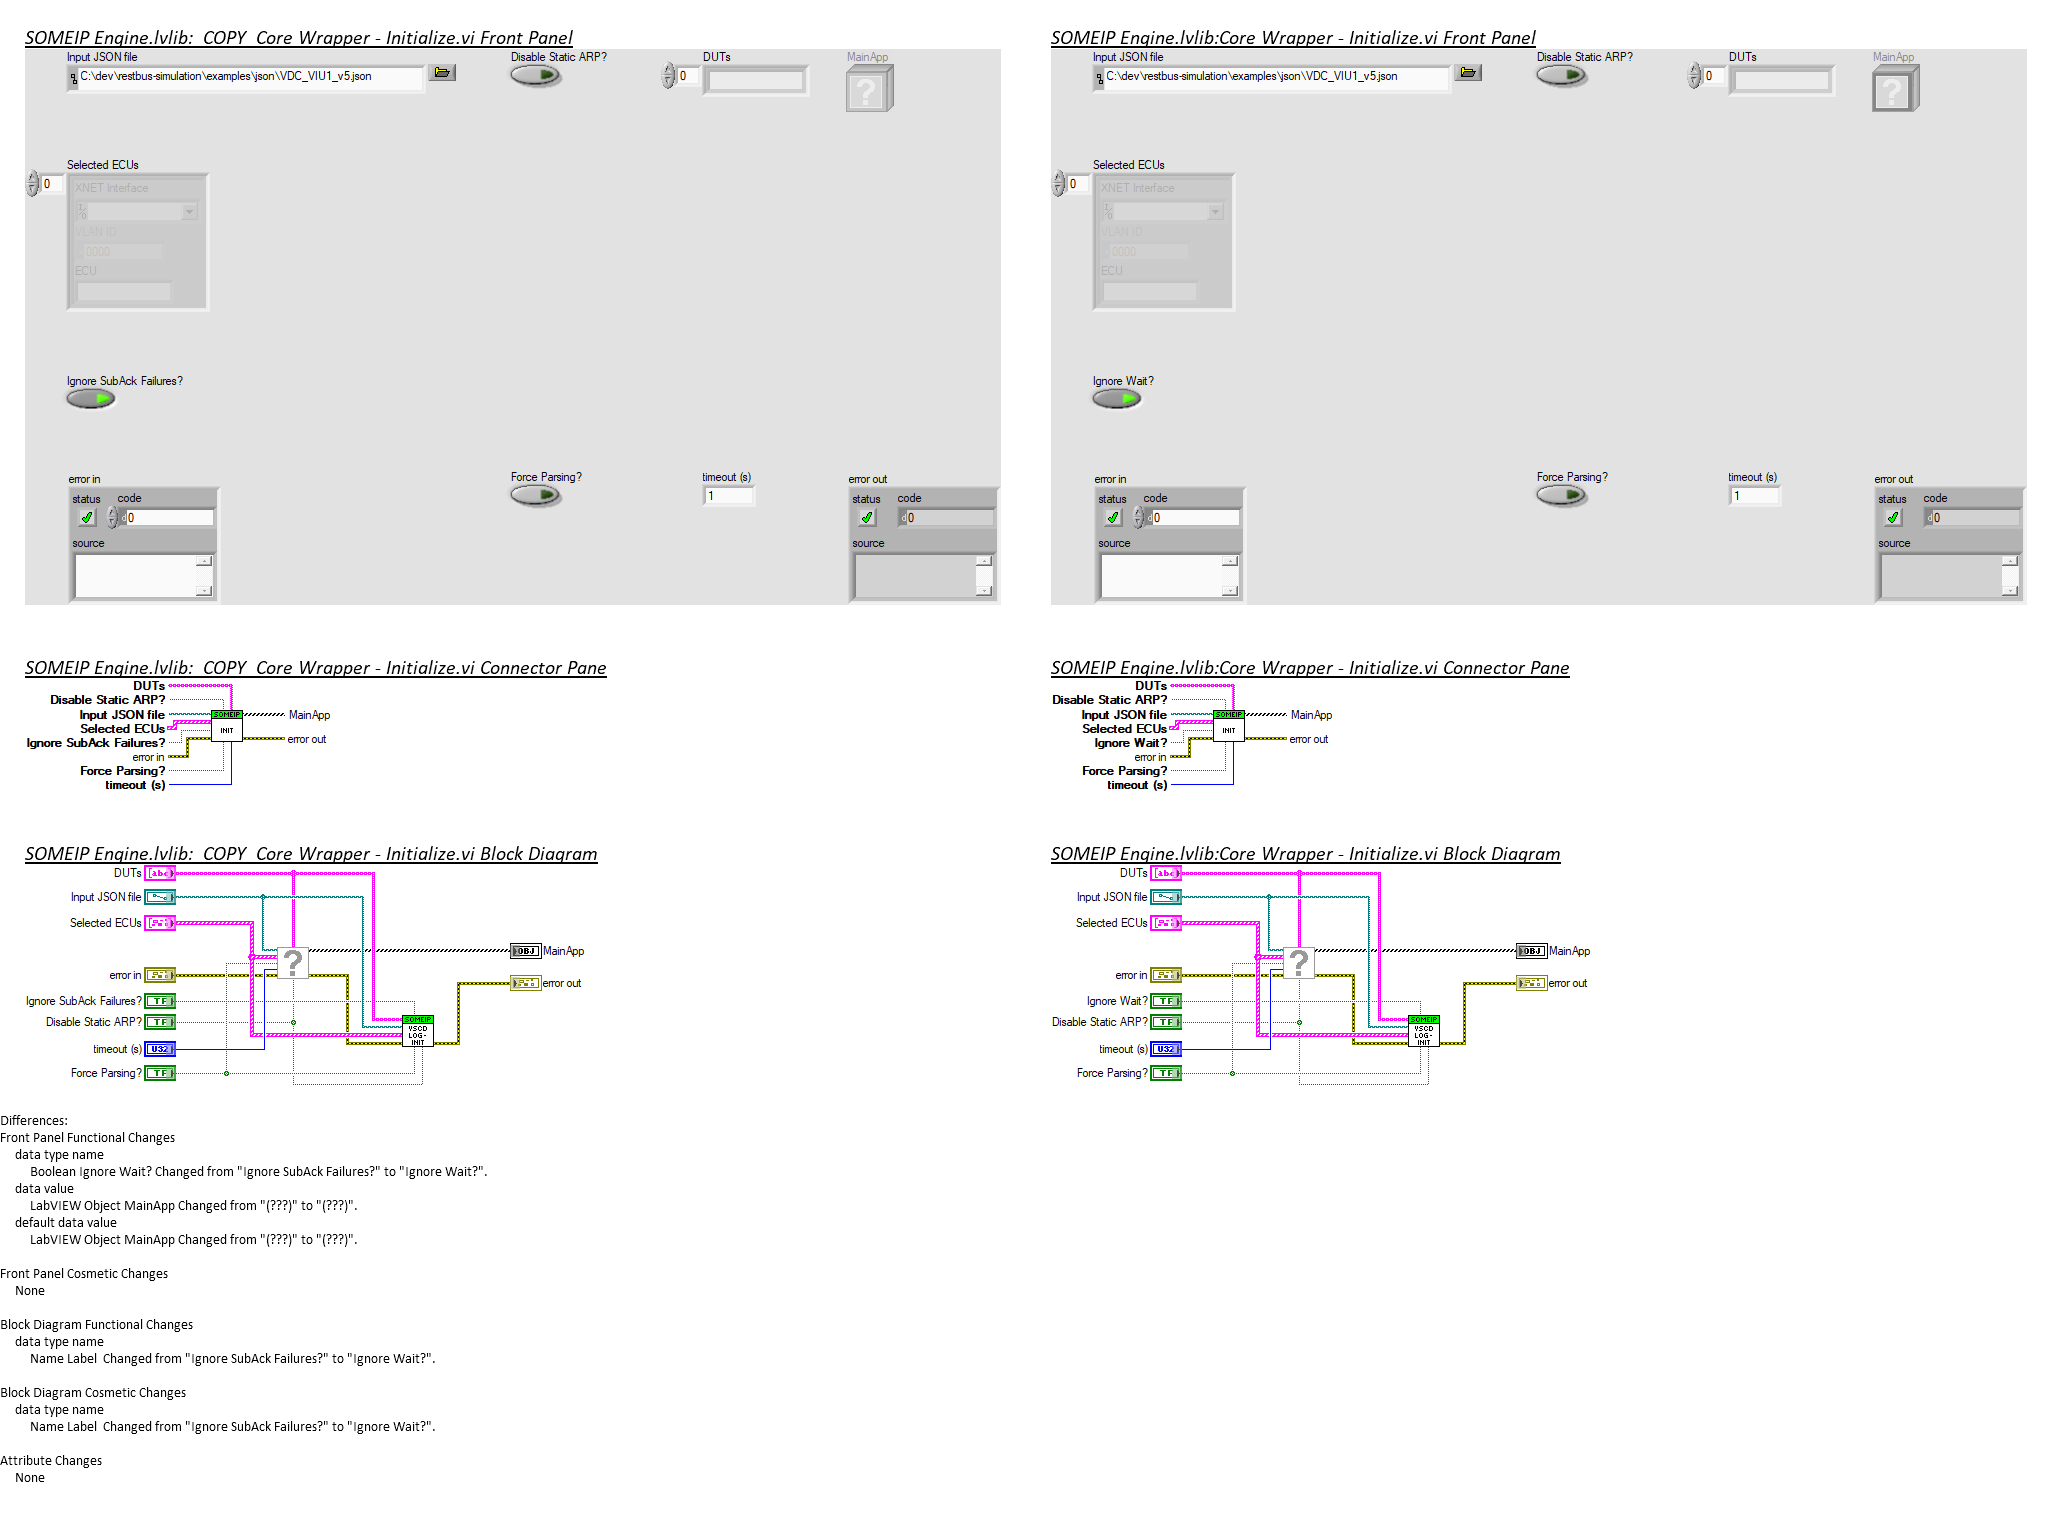 SOMEIP Engine.lvlib:  COPY  Core Wrapper - Initialize.vi Front Panel
Input JSON file
Disable Static ARP?
DUTs
MainApp
C:\dev\restbus-simulation\examples\json\VDC_VIU1_v5.json
0
?
Selected ECUs
0
XNET Interface
I/O
VLAN ID
0000
ECU
Ignore SubAck Failures?
error in
status
code
d0
source
Force Parsing?
timeout (s)
1
error out
status
code
d0
source
SOMEIP Engine.lvlib:Core Wrapper - Initialize.vi Front Panel
Input JSON file
Disable Static ARP?
DUTs
MainApp
C:\dev\restbus-simulation\examples\json\VDC_VIU1_v5.json
0
?
Selected ECUs
0
XNET Interface
I/O
VLAN ID
0000
ECU
Ignore Wait?
error in
status
code
d0
source
Force Parsing?
timeout (s)
1
error out
status
code
d0
source
SOMEIP Engine.lvlib:  COPY  Core Wrapper - Initialize.vi Connector Pane
DUTs
Disable Static ARP?
Input JSON file
Selected ECUs
Ignore SubAck Failures?
error in
Force Parsing?
timeout (s)
SOMEIP
INIT
MainApp
error out
SOMEIP Engine.lvlib:Core Wrapper - Initialize.vi Connector Pane
DUTs
Disable Static ARP?
Input JSON file
Selected ECUs
Ignore Wait?
error in
Force Parsing?
timeout (s)
SOMEIP
INIT
MainApp
error out
SOMEIP Engine.lvlib:  COPY  Core Wrapper - Initialize.vi Block Diagram
DUTs
abc
Input JSON file
Selected ECUs
?
OBJ
MainApp
error in
error out
Ignore SubAck Failures?
TF
Disable Static ARP?
TF
SOMEIP
VSCD
LOG-
INIT
timeout (s)
U32
Force Parsing?
TF
SOMEIP Engine.lvlib:Core Wrapper - Initialize.vi Block Diagram
DUTs
abc
Input JSON file
Selected ECUs
?
OBJ
MainApp
error in
error out
Ignore Wait?
TF
Disable Static ARP?
TF
SOMEIP
VSCD
LOG-
INIT
timeout (s)
U32
Force Parsing?
TF
Differences:
Front Panel Functional Changes
data type name
Boolean Ignore Wait? Changed from "Ignore SubAck Failures?" to "Ignore Wait?".
data value
LabVIEW Object MainApp Changed from "(???)" to "(???)".
default data value
LabVIEW Object MainApp Changed from "(???)" to "(???)".
Front Panel Cosmetic Changes
None
Block Diagram Functional Changes
data type name
Name Label  Changed from "Ignore SubAck Failures?" to "Ignore Wait?".
Block Diagram Cosmetic Changes
data type name
Name Label  Changed from "Ignore SubAck Failures?" to "Ignore Wait?".
Attribute Changes
None